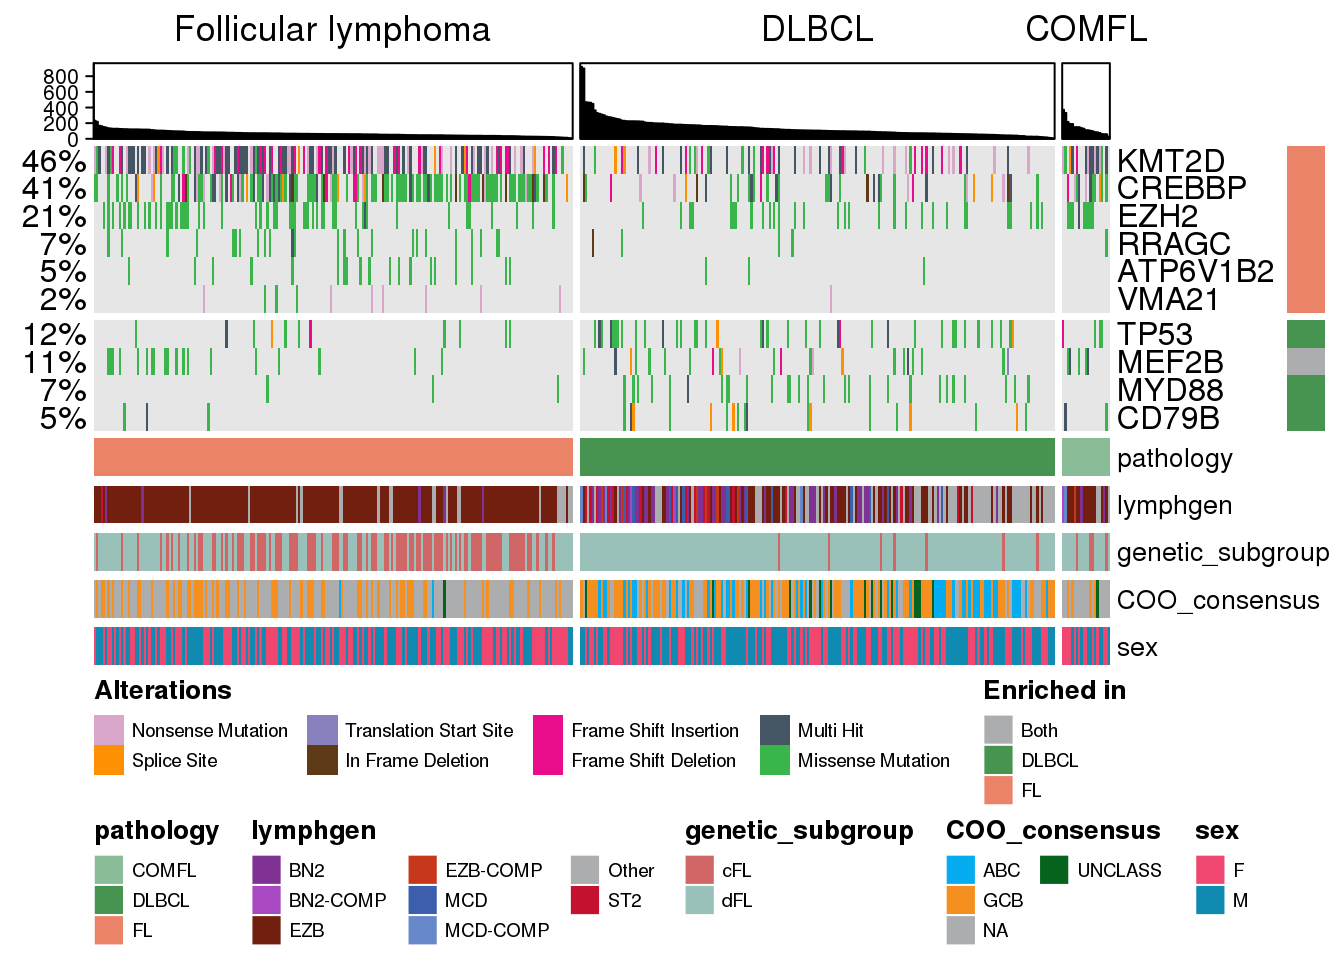 Follicular lymphoma DLBCL COMFL
800
600
400
200
0
46% KMT2D
41% CREBBP
21% EZH2
7% RRAGC
5% ATP6V1B2
2% VMA21
12% TP53
11% MEF2B
7% MYD88
5% CD79B
pathology
lymphgen
genetic_subgroup
COO_consensus
sex
Alterations
Nonsense Mutation Translation Start Site Frame Shift Insertion Multi Hit
Splice Site In Frame Deletion Frame Shift Deletion Missense Mutation
Enriched in
Both
DLBCL
FL
pathology
COMFL
DLBCL
FL
lymphgen
BN2 EZB-COMP Other
BN2-COMP MCD ST2
EZB MCD-COMP
genetic_subgroup
cFL
dFL
COO_consensus
ABC UNCLASS
GCB
NA
sex
F
M